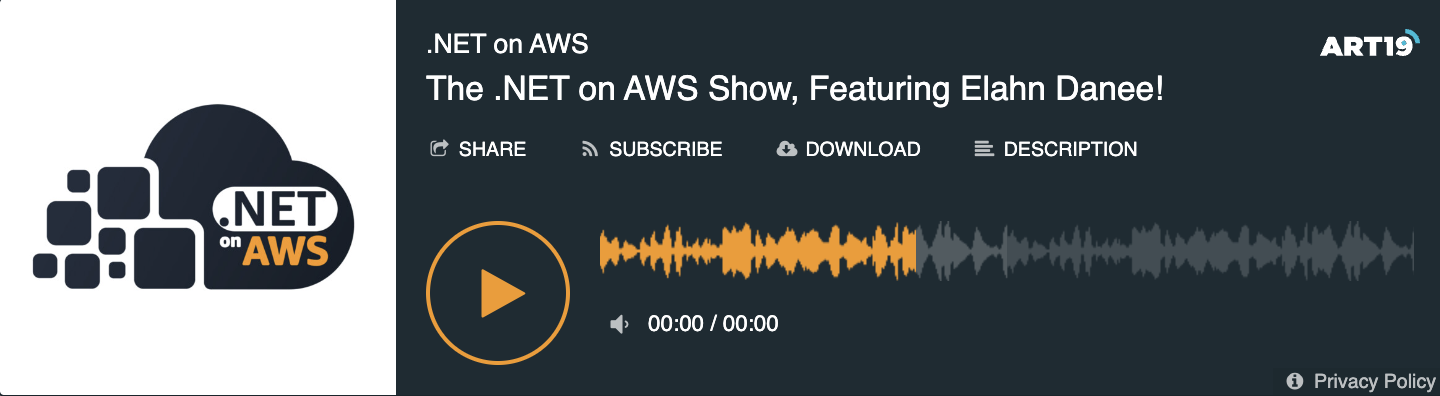 .NET
on AWS
.NET on AWS
ART19
The .NET on AWS Show, Featuring Elahn Danee!
SHARE SUBSCRIBE DOWNLOAD DESCRIPTION
00:00 / 00:00
Privacy Policy